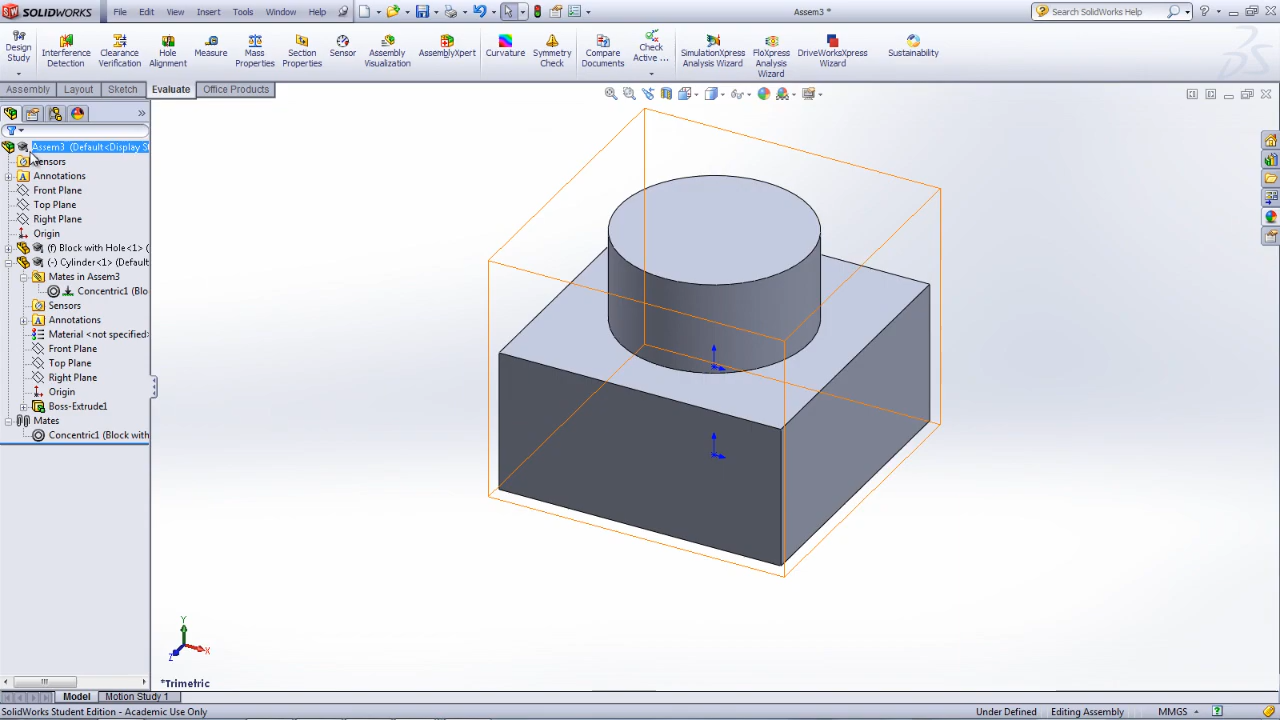 SOLIDWORKS File Edit View Insert Tools Window Help Assem3 * Search SolidWorks Help
Design Study
Interference Detection
Clearance Verification
Hole Alignment
Measure
Mass Properties
Section Properties
Sensor
Assembly Visualization
AssemblyXpert
Curvature
Symmetry Check
Compare Documents
Check Active ...
SimulationXpress Analysis Wizard
FloXpress Analysis Wizard
DriveWorksXpress Wizard
Sustainability
Assembly Layout Sketch Evaluate Office Products
Assem3 (Default<Display S
Annotations
Front Plane
Top Plane
Right Plane
Origin
(f) Block with Hole<1> (
(-) Cylinder<1> (Default
Mates in Assem3
Concentric1 (Blo
Sensors
Annotations
Material <not specified>
Front Plane
Top Plane
Right Plane
Origin
Boss-Extrude1
Mates
Concentric1 (Block with
Y
X
Z
*Trimetric
Model Motion Study 1
SolidWorks Student Edition - Academic Use Only Under Defined Editing Assembly MMGS